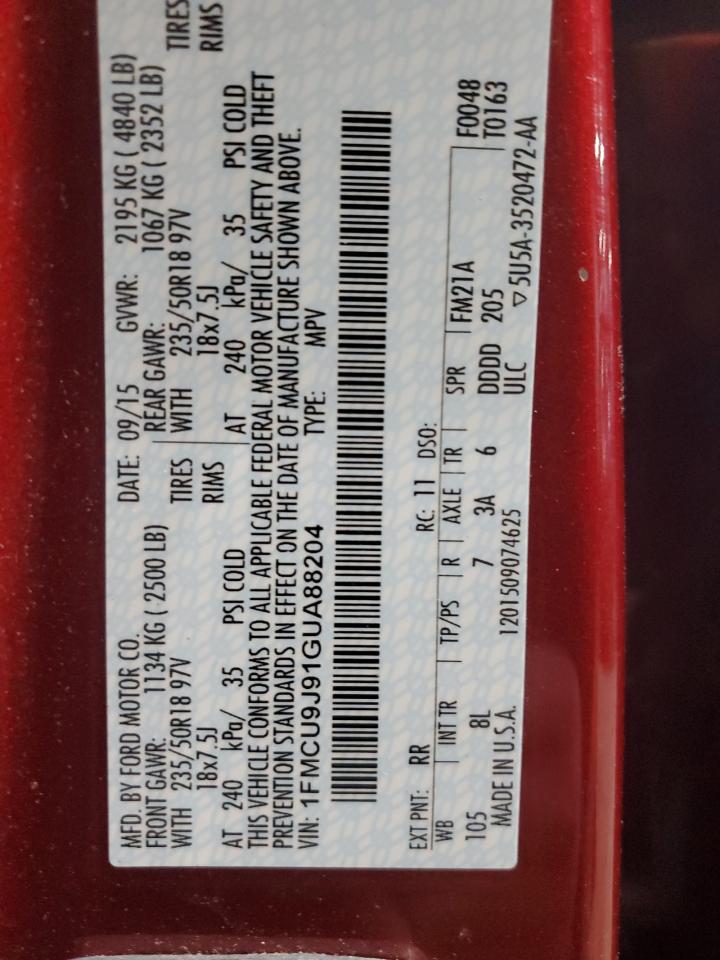 MFD. BY FORD MOTOR CO. DATE: 09/15 GVWR: 2195 KG ( 4840 LB)
FRONT GAWR: 1134 KG ( 2500 LB) REAR GAWR: 1067 KG ( 2352 LB)
WITH 235/50R18 97V TIRES WITH 235/50R18 97V TIRES
18x7.5J RIMS 18x7.5J RIMS
AT 240 kPa/ 35 PSI COLD AT 240 kPa/ 35 PSI COLD
THIS VEHICLE CONFORMS TO ALL APPLICABLE FEDERAL MOTOR VEHICLE SAFETY AND THEFT
PREVENTION STANDARDS IN EFFECT ON THE DATE OF MANUFACTURE SHOWN ABOVE.
VIN: 1FMCU9J91GUA88204 TYPE: MPV
EXT PNT: RR RC: 11 DSO:
WB INT TR TP/PS R AXLE TR SPR FM21A F0048
105 8L 7 3A 6 DDDD 205 T0163
MADE IN U.S.A. 1201509074625 ULC ▽5U5A-3520472-AA